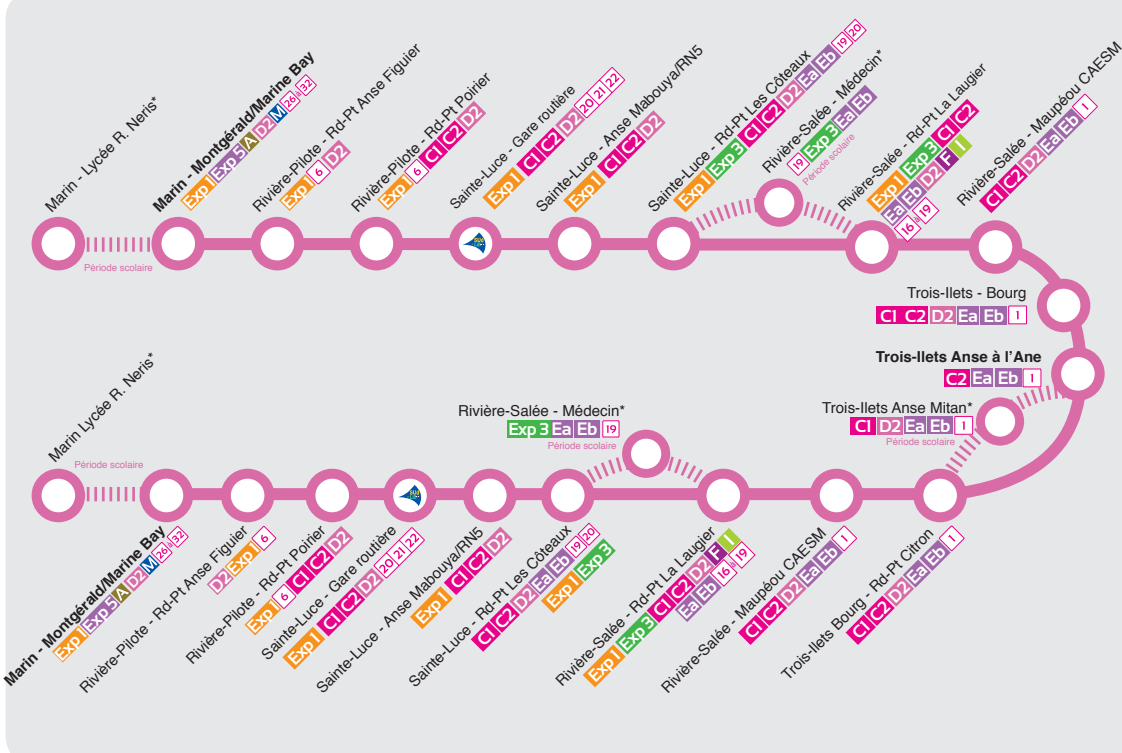 Marin - Lycée R. Neris*
Période scolaire
Marin - Montgérald/Marine Bay
Exp 1 Exp 5 A D2 M 26 à 32
Rivière-Pilote - Rd-Pt Anse Figuier
Exp 1 6 D2
Rivière-Pilote - Rd-Pt Poirier
Exp 1 6 C1 C2 D2
Sainte-Luce - Gare routière
Exp 1 C1 C2 D2 20 21 22
Sainte-Luce - Anse Mabouya/RN5
Exp 1 C1 C2 D2
Sainte-Luce - Rd-Pt Les Côteaux
Exp 1 Exp 3 C1 C2 D2 Ea Eb 19 20
Rivière-Salée - Médecin*
19 Exp 3 Ea Eb
Période scolaire
Rivière-Salée - Rd-Pt La Laugier
Exp 1 Exp 3 C1 C2
Ea Eb D2 F I
16 à 19
Rivière-Salée - Maupéou CAESM
C1 C2 D2 Ea Eb 1
Trois-Ilets - Bourg
C1 C2 D2 Ea Eb 1
Trois-Ilets Anse à l'Ane
C2 Ea Eb 1
Trois-Ilets Anse Mitan*
C1 D2 Ea Eb 1
Période scolaire
Marin Lycée R. Neris*
Période scolaire
Marin - Montgérald/Marine Bay
Exp 1 Exp 5 A D2 M 26 à 32
Rivière-Pilote - Rd-Pt Anse Figuier
D2 Exp 1 6
Rivière-Pilote - Rd-Pt Poirier
Exp 1 6 C1 C2 D2
Sainte-Luce - Gare routière
Exp 1 C1 C2 D2 20 21 22
Sainte-Luce - Anse Mabouya/RN5
Exp 1 C1 C2 D2
Sainte-Luce - Rd-Pt Les Côteaux
C1 C2 D2 Ea Eb 19 20
Exp 1 Exp 3
Rivière-Salée - Médecin*
Exp 3 Ea Eb 19
Période scolaire
Rivière-Salée - Rd-Pt La Laugier
Exp 1 Exp 3 C1 C2 D2 F I
Ea Eb 16 à 19
Rivière-Salée - Maupéou CAESM
C1 C2 D2 Ea Eb 1
Trois-Ilets Bourg - Rd-Pt Citron
C1 C2 D2 Ea Eb 1